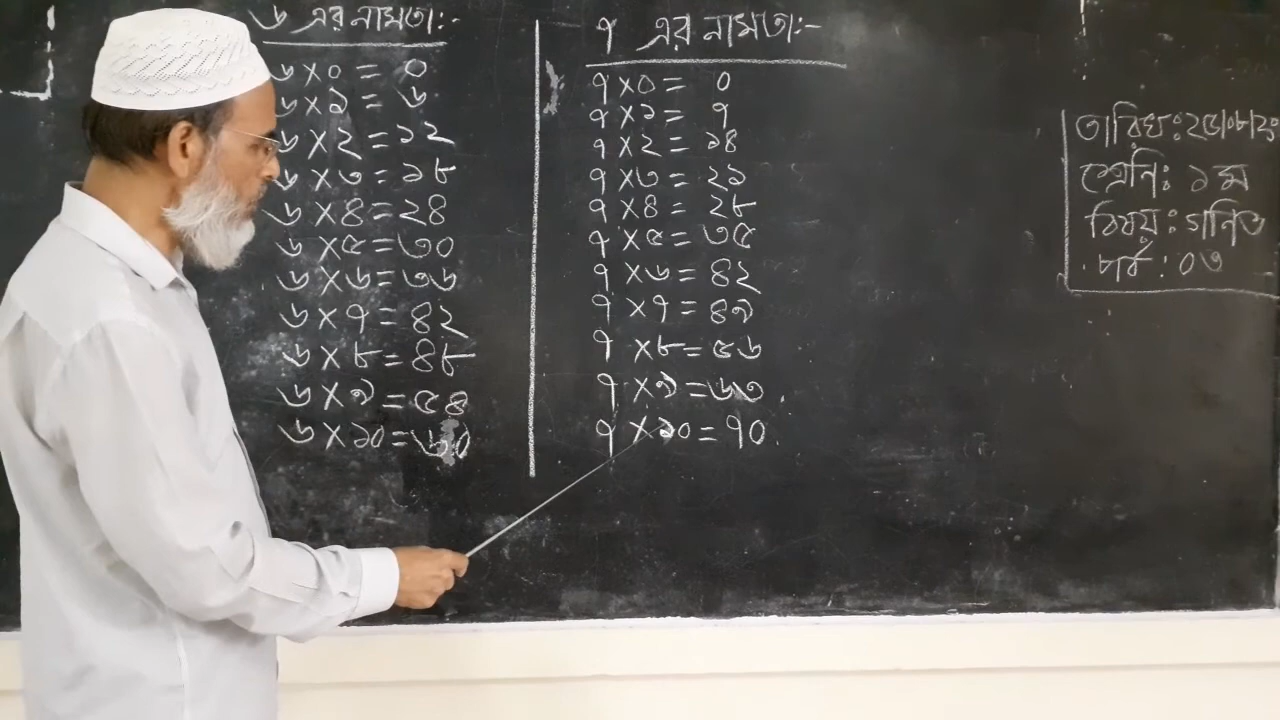 ৬ এর নামতা:-
৬ × ০ = ০
৬ × ১ = ৬
৬ × ২ = ১২
৬ × ৩ = ১৮
৬ × ৪ = ২৪
৬ × ৫ = ৩০
৬ × ৬ = ৩৬
৬ × ৭ = ৪২
৬ × ৮ = ৪৮
৬ × ৯ = ৫৪
৬ × ১০ = ৬০
৭ এর নামতা:-
৭ × ০ = ০
৭ × ১ = ৭
৭ × ২ = ১৪
৭ × ৩ = ২১
৭ × ৪ = ২৮
৭ × ৫ = ৩৫
৭ × ৬ = ৪২
৭ × ৭ = ৪৯
৭ × ৮ = ৫৬
৭ × ৯ = ৬৩
৭ × ১০ = ৭০
তারিখ:
শ্রেনি: ১ম
বিষয়: গনিত
: ০৩